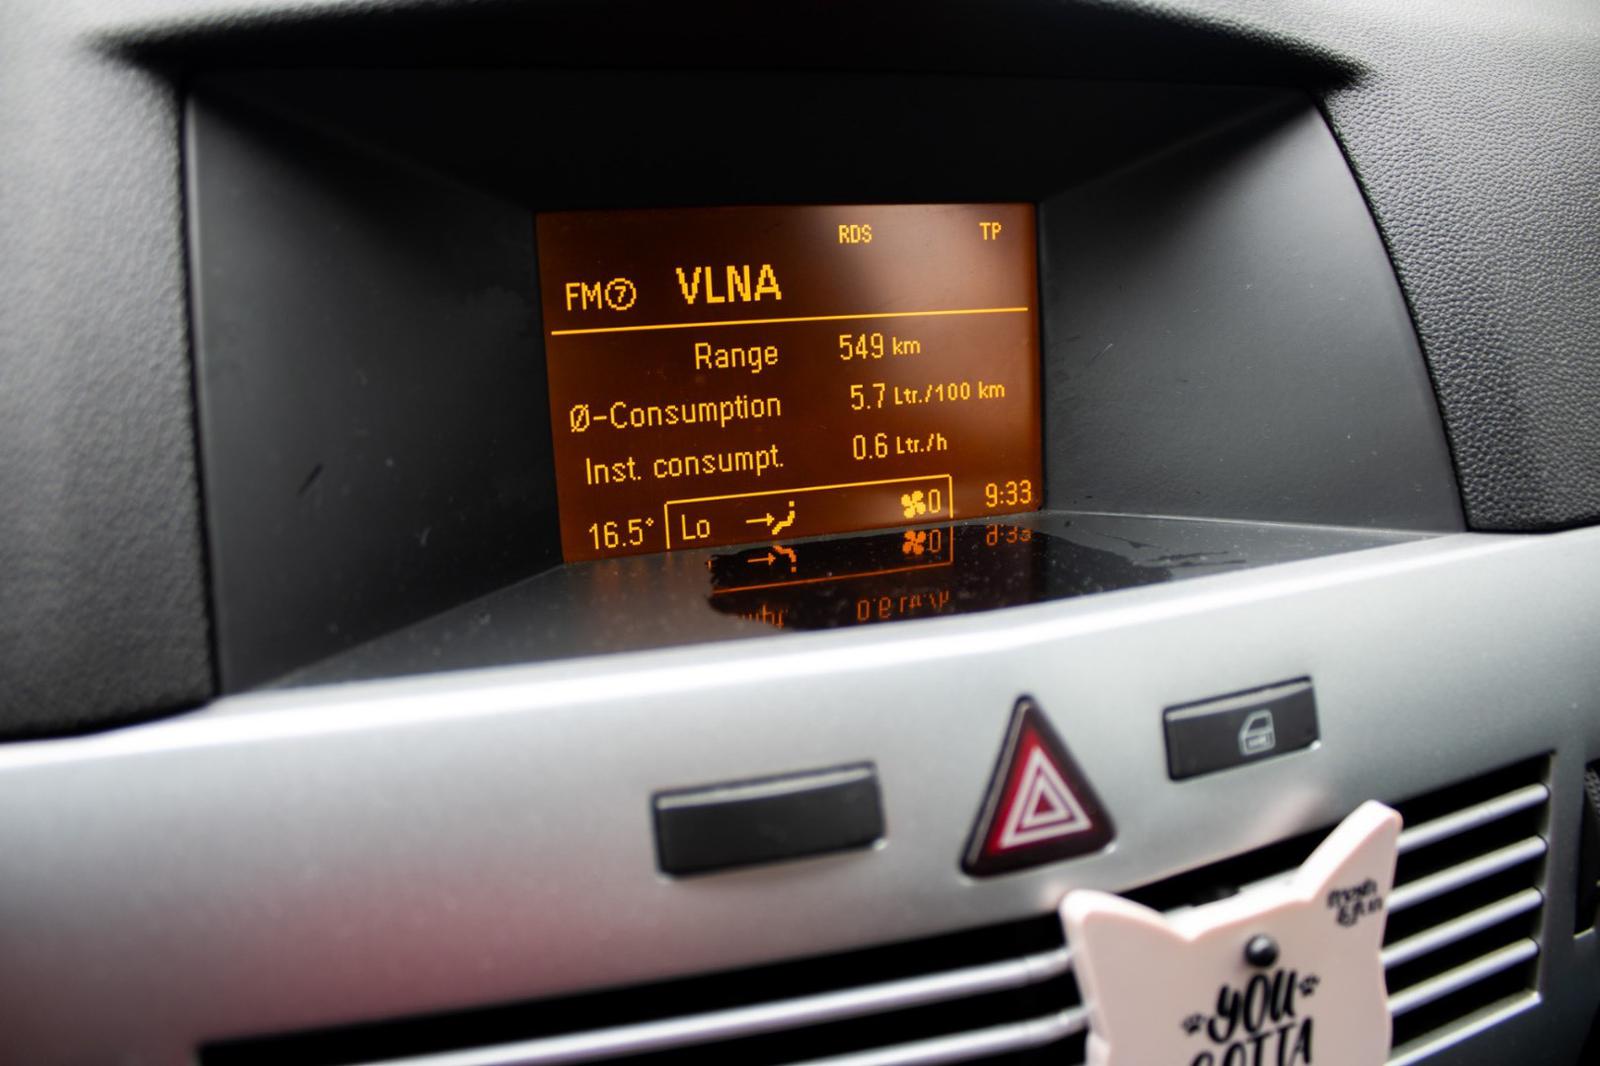 RDS TP
FM7 VLNA
Range 549 km
Ø-Consumption 5.7 Ltr./100 km
Inst. consumpt. 0.6 Ltr./h
16.5° Lo 0 9:33
YOU
GOTTA